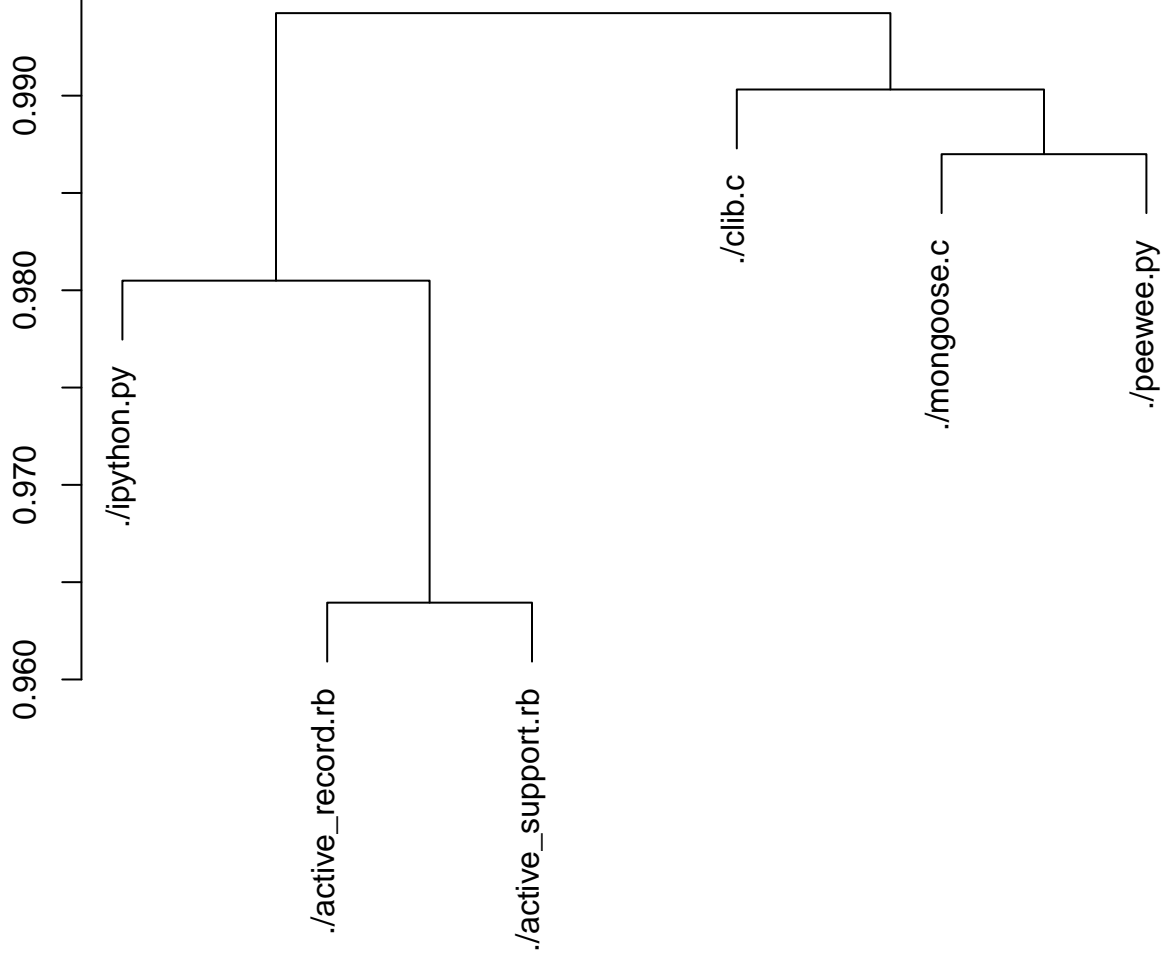 0.990
0.980
0.970
0.960
./ipython.py
./active_record.rb
./active_support.rb
./clib.c
./mongoose.c
./peewee.py